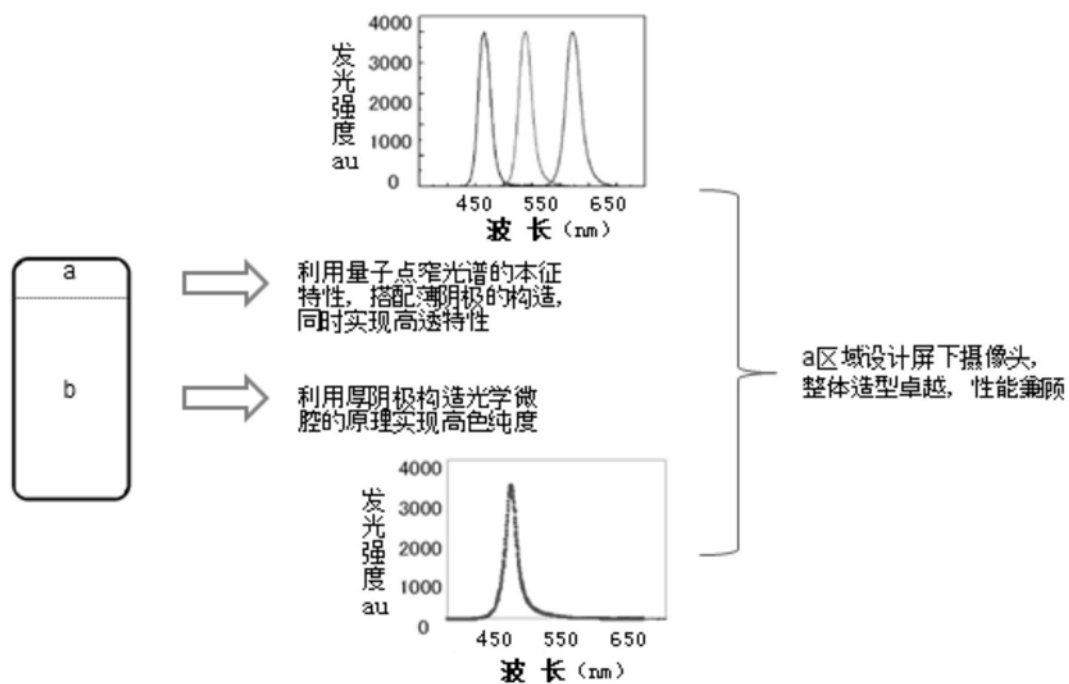 4000
3000
2000
1000
0
发光强度
au
450 550 650
波 长（nm）
a
b
利用量子点窄光谱的本征
特性，搭配薄阴极的构造，
同时实现高透特性
利用厚阴极构造光学微
腔的原理实现高色纯度
a区域设计屏下摄像头，
整体造型卓越，性能兼顾
4000
3000
2000
1000
0
发光强度
au
450 550 650
波 长（nm）